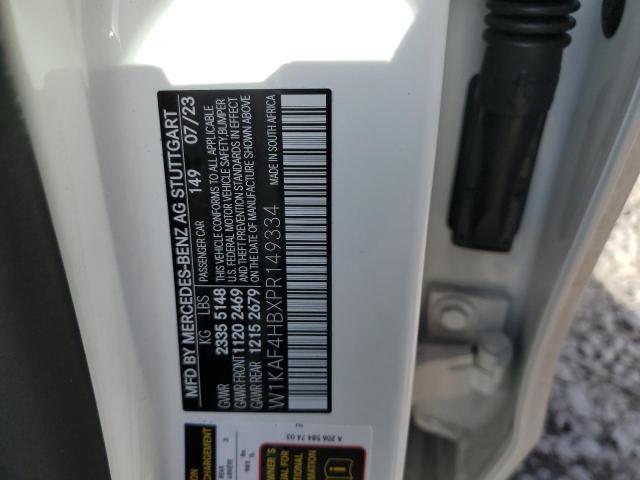 MFD BY MERCEDES-BENZ AG STUTTGART
KG LBS PASSENGER CAR 149 07/23
GVWR 2335 5148
GAWR FRONT 1120 2469
GAWR REAR 1215 2679
THIS VEHICLE CONFORMS TO ALL APPLICABLE
U.S. FEDERAL MOTOR VEHICLE SAFETY, BUMPER
AND THEFT PREVENTION STANDARDS IN EFFECT
ON THE DATE OF MANUFACTURE SHOWN ABOVE
W1KAF4HBXPR149334
MADE IN SOUTH AFRICA
A 206 584 74 03
REAR